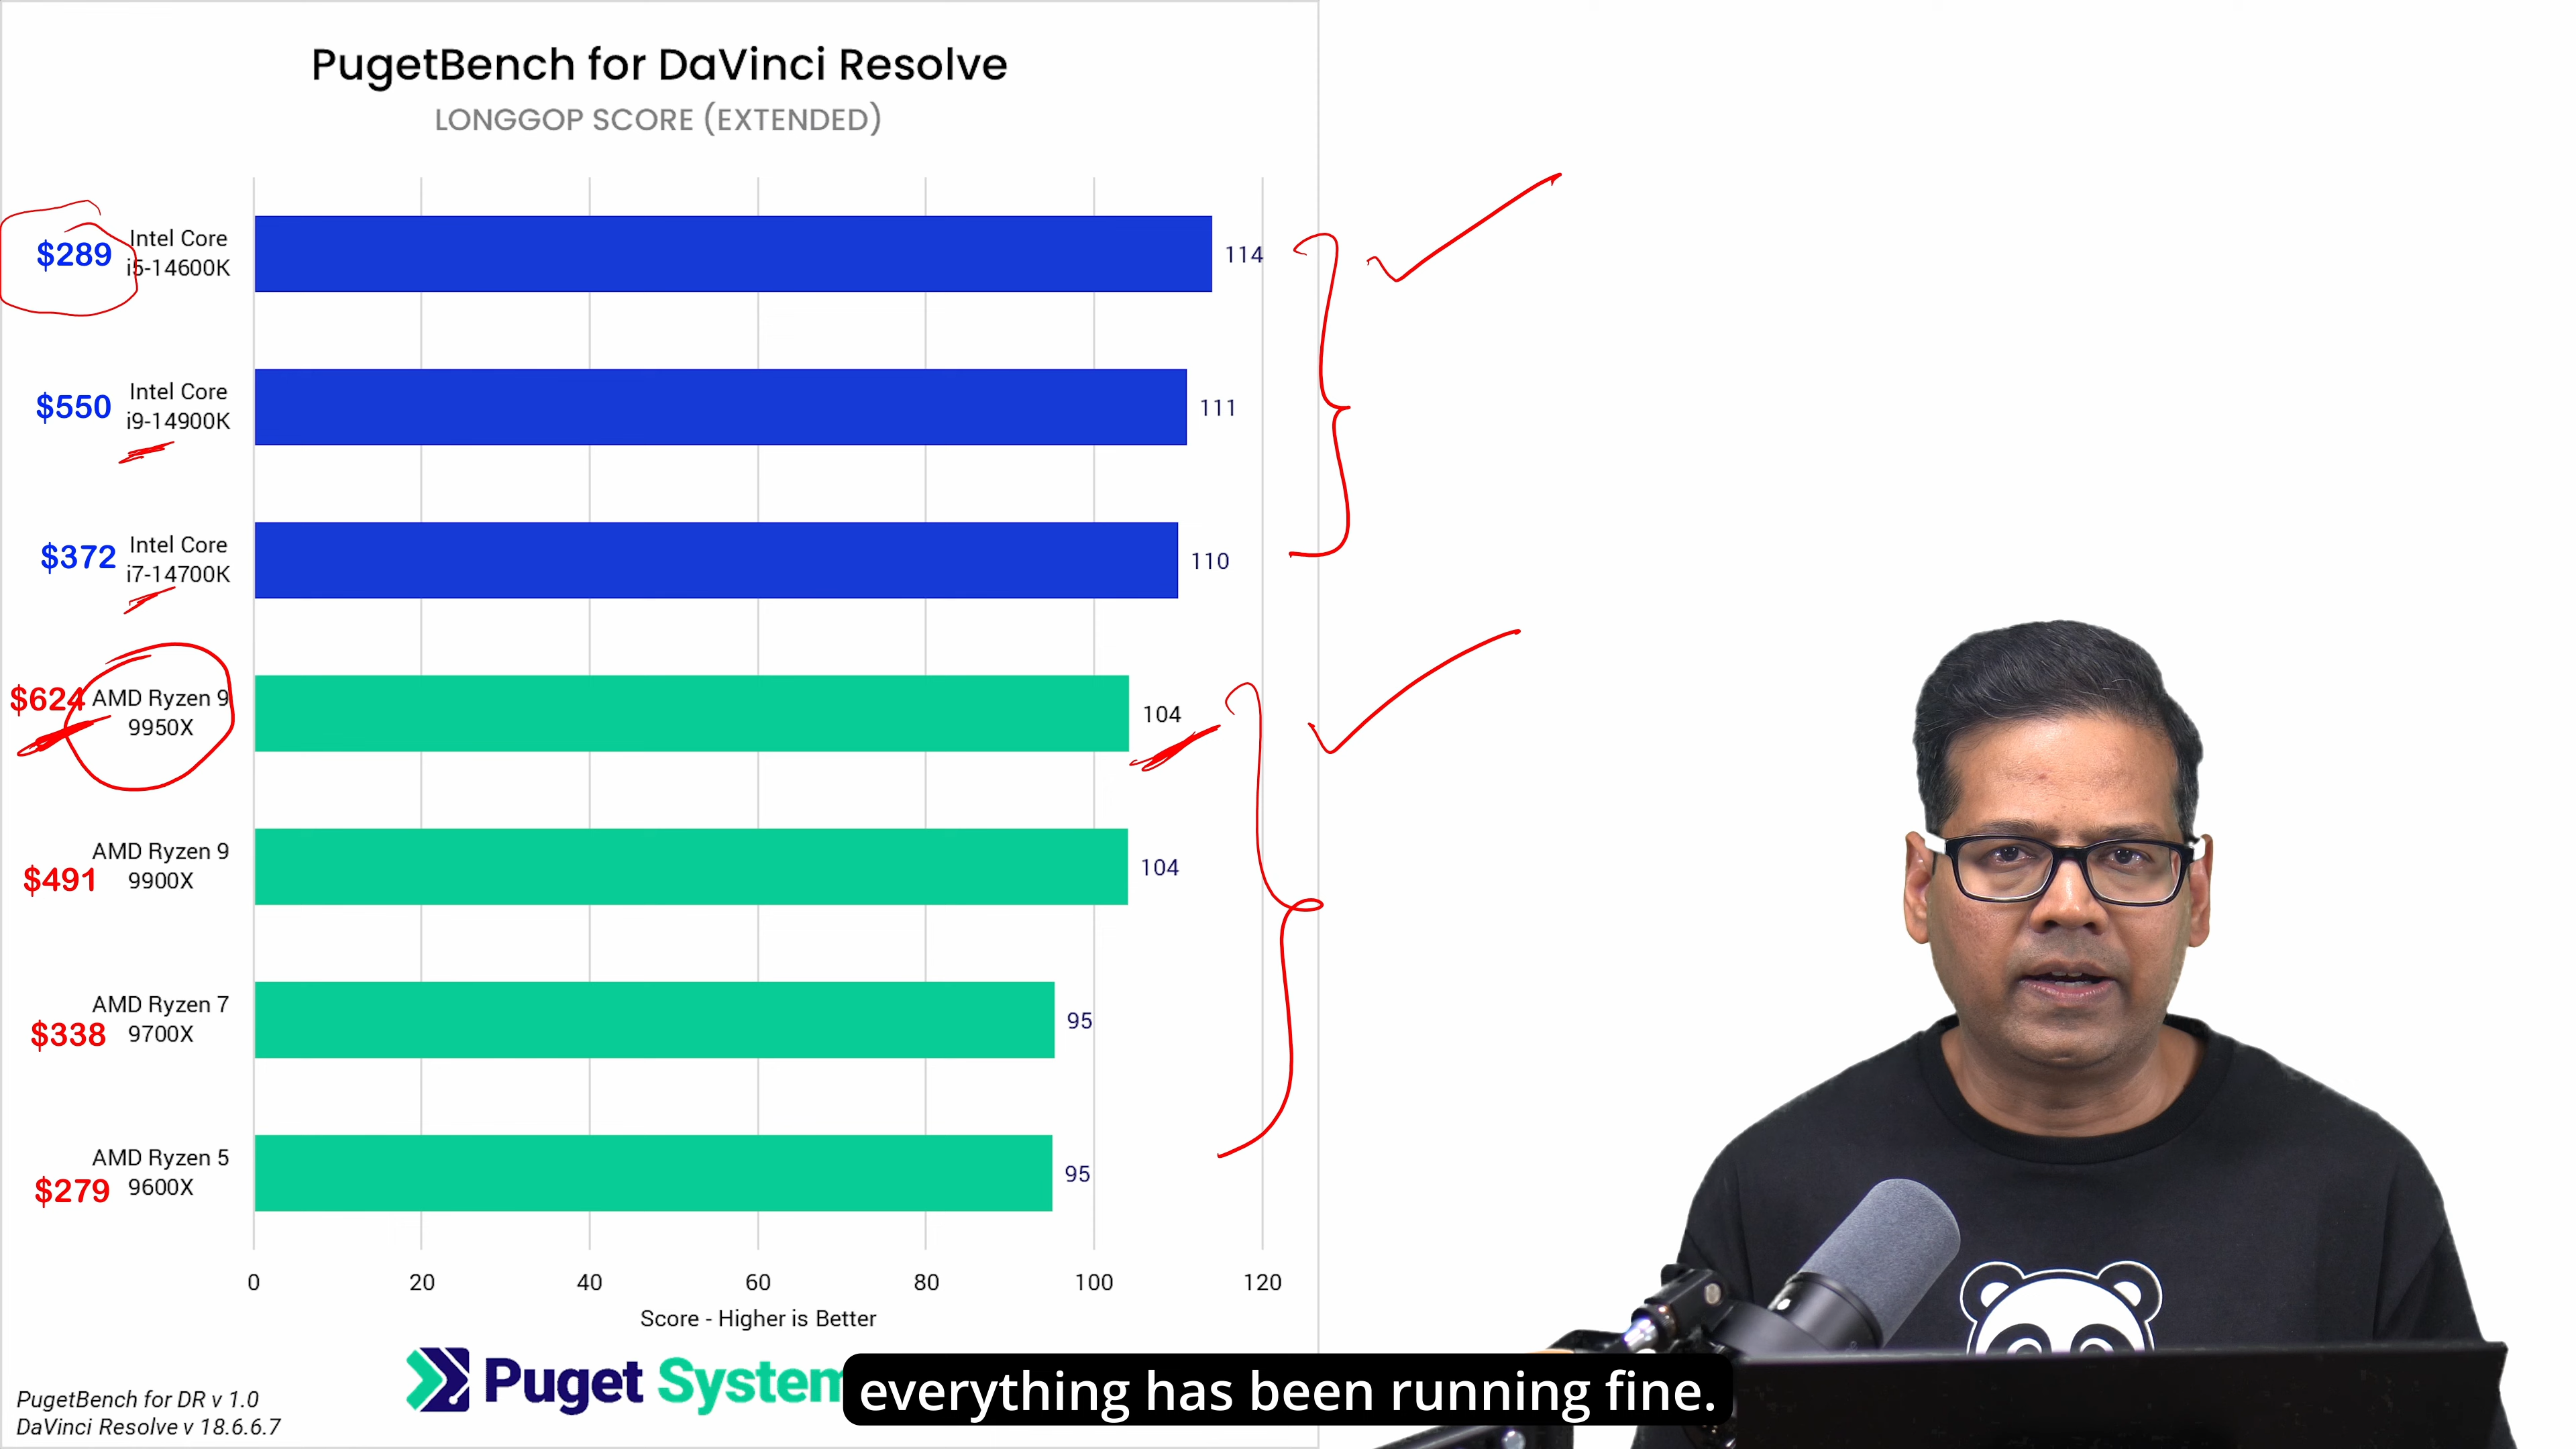 PugetBench for DaVinci Resolve
LONGGOP SCORE (EXTENDED)
$289 Intel Core
i5-14600K
114
$550 Intel Core
i9-14900K
111
$372 Intel Core
i7-14700K
110
$624 AMD Ryzen 9
9950X
104
AMD Ryzen 9
$491 9900X
104
AMD Ryzen 7
$338 9700X
95
AMD Ryzen 5
$279 9600X
95
0 20 40 60 80 100 120
Score - Higher is Better
Puget System
everything has been running fine.
PugetBench for DR v 1.0
DaVinci Resolve v 18.6.6.7